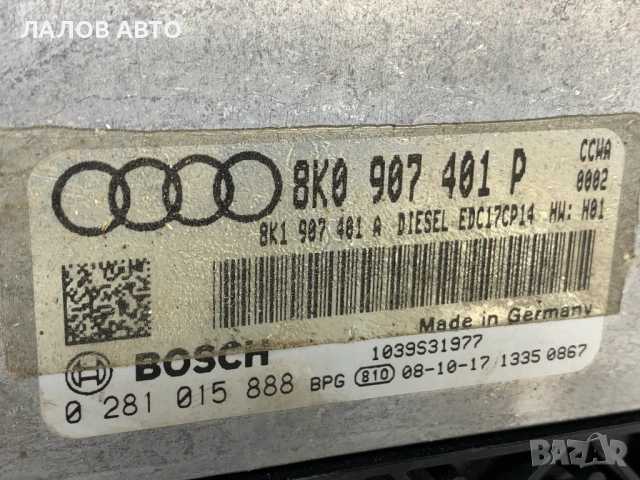 ЛАЛОВ АВТО
8K0 907 401 P
CCWA
0002
8K1 907 401 A DIESEL EDC17CP14 HW: H01
Made in Germany
BOSCH
1039S31977
0 281 015 888 BPG 810 08-10-17 1335 0867
BAZAR